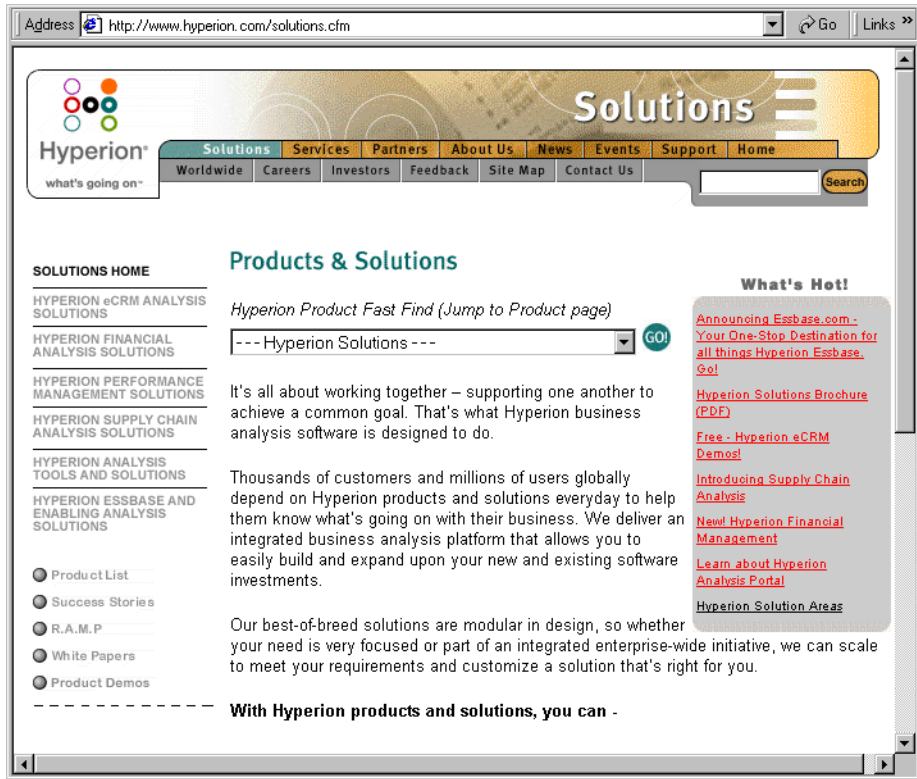 Address http://www.hyperion.com/solutions.cfm Go Links »
Solutions
Hyperion®
what's going on™
Solutions Services Partners About Us News Events Support Home
Worldwide Careers Investors Feedback Site Map Contact Us
Search
SOLUTIONS HOME
HYPERION eCRM ANALYSIS
SOLUTIONS
HYPERION FINANCIAL
ANALYSIS SOLUTIONS
HYPERION PERFORMANCE
MANAGEMENT SOLUTIONS
HYPERION SUPPLY CHAIN
ANALYSIS SOLUTIONS
HYPERION ANALYSIS
TOOLS AND SOLUTIONS
HYPERION ESSBASE AND
ENABLING ANALYSIS
SOLUTIONS
Product List
Success Stories
R.A.M.P
White Papers
Product Demos
Products & Solutions
Hyperion Product Fast Find (Jump to Product page)
--- Hyperion Solutions --- GO!
It's all about working together – supporting one another to
achieve a common goal. That's what Hyperion business
analysis software is designed to do.
Thousands of customers and millions of users globally
depend on Hyperion products and solutions everyday to help
them know what's going on with their business. We deliver an
integrated business analysis platform that allows you to
easily build and expand upon your new and existing software
investments.
Our best-of-breed solutions are modular in design, so whether
your need is very focused or part of an integrated enterprise-wide initiative, we can scale
to meet your requirements and customize a solution that's right for you.
With Hyperion products and solutions, you can -
What's Hot!
Announcing Essbase.com -
Your One-Stop Destination for
all things Hyperion Essbase.
Go!
Hyperion Solutions Brochure
(PDF)
Free - Hyperion eCRM
Demos!
Introducing Supply Chain
Analysis
New! Hyperion Financial
Management
Learn about Hyperion
Analysis Portal
Hyperion Solution Areas